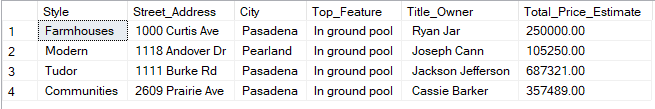 Style Street_Address City Top_Feature Title_Owner Total_Price_Estimate
1 Farmhouses 1000 Curtis Ave Pasadena In ground pool Ryan Jar 250000.00
2 Modern 1118 Andover Dr Pearland In ground pool Joseph Cann 105250.00
3 Tudor 1111 Burke Rd Pasadena In ground pool Jackson Jefferson 687321.00
4 Communities 2609 Prairie Ave Pasadena In ground pool Cassie Barker 357489.00